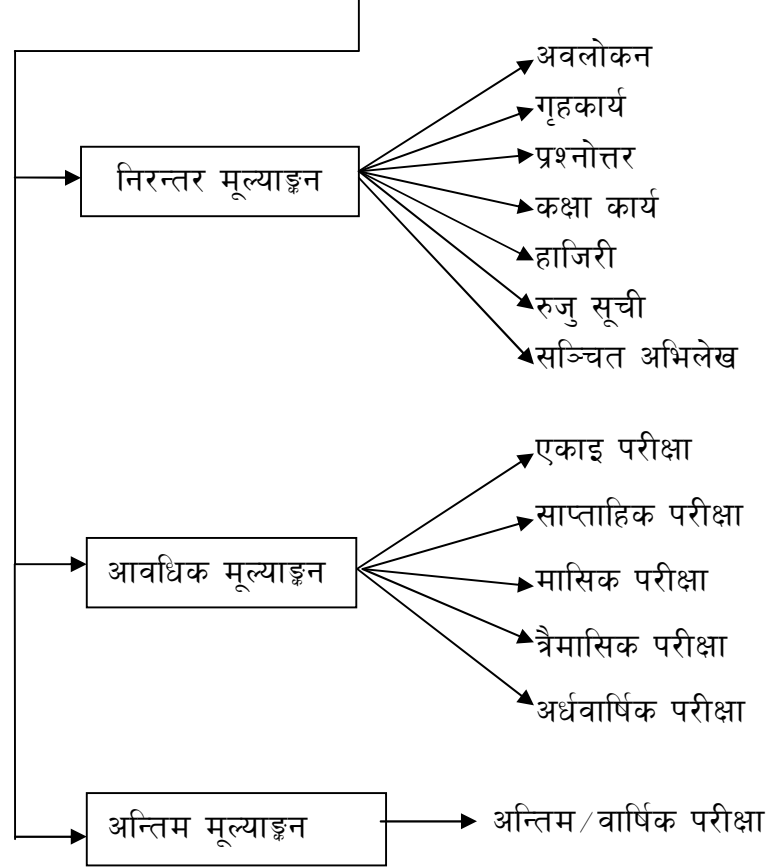 अवलोकन
गृहकार्य
प्रश्नोत्तर
निरन्तर मूल्याङ्कन
कक्षा कार्य
हाजिरी
रुजु सूची
सञ्चित अभिलेख
एकाइ परीक्षा
साप्ताहिक परीक्षा
आवधिक मूल्याङ्कन
मासिक परीक्षा
त्रैमासिक परीक्षा
अर्धवार्षिक परीक्षा
अन्तिम मूल्याङ्कन
अन्तिम/वार्षिक परीक्षा